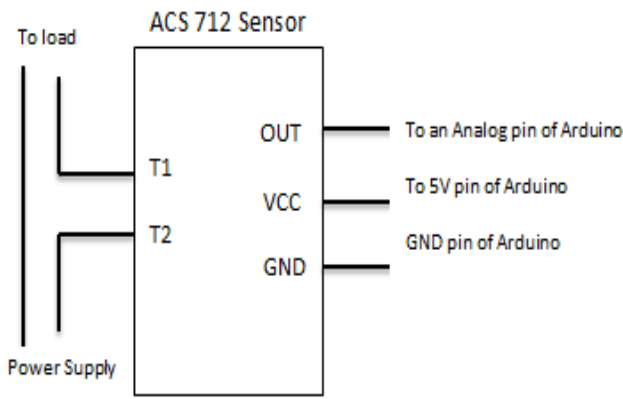 ACS 712 Sensor
To load
OUT
To an Analog pin of Arduino
T1
To 5V pin of Arduino
VCC
T2
GND pin of Arduino
GND
Power Supply